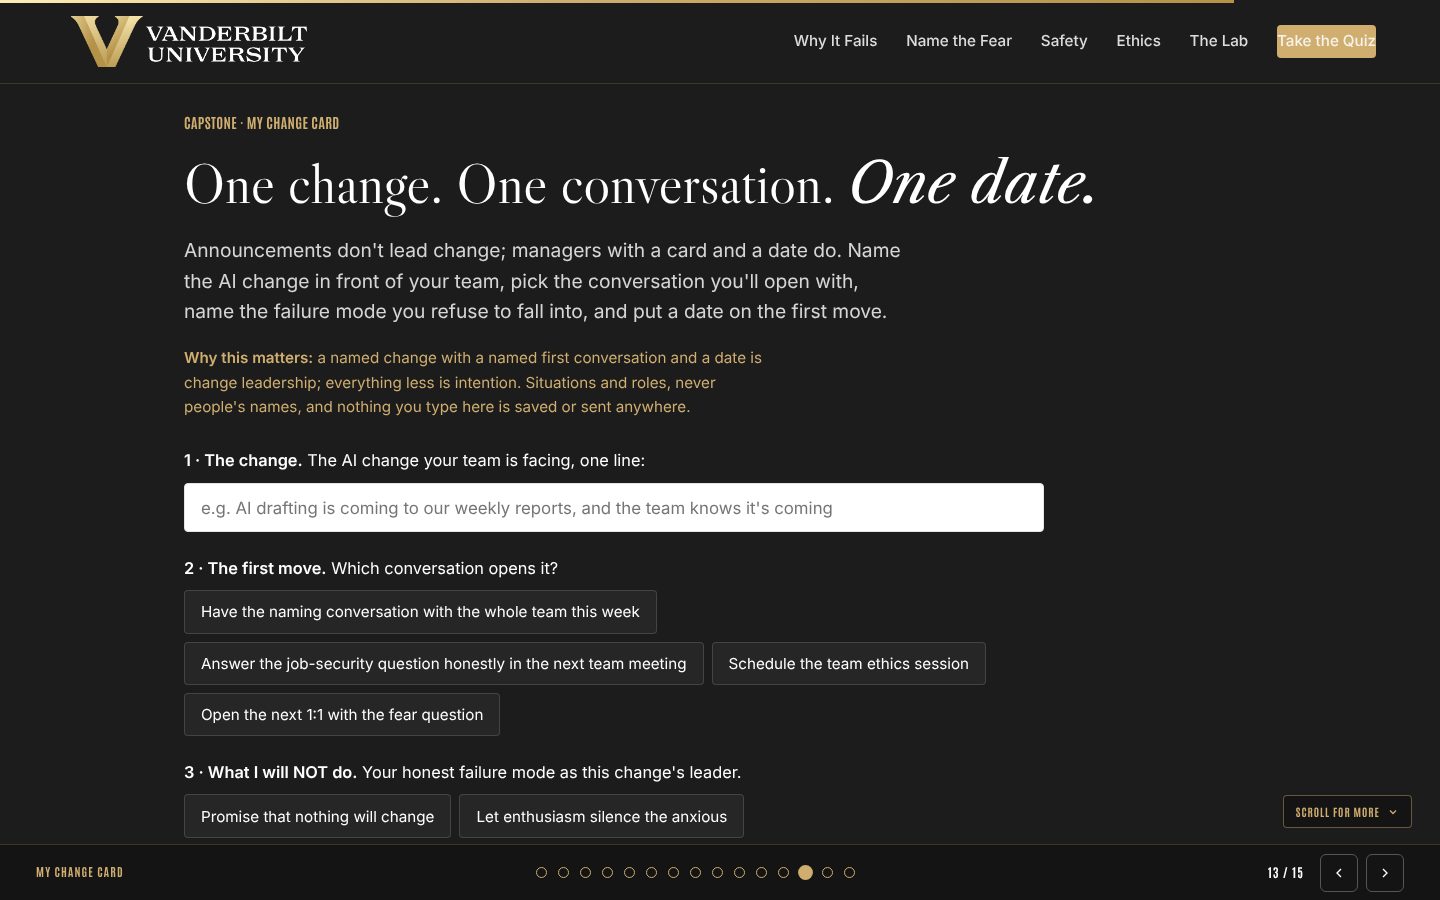 VANDERBILT
UNIVERSITY
Why It Fails
Name the Fear
Safety
Ethics
The Lab
Take the Quiz
CAPSTONE · MY CHANGE CARD
One change. One conversation. One date.
Announcements don't lead change; managers with a card and a date do. Name
the AI change in front of your team, pick the conversation you'll open with,
name the failure mode you refuse to fall into, and put a date on the first move.
Why this matters: a named change with a named first conversation and a date is
change leadership; everything less is intention. Situations and roles, never
people's names, and nothing you type here is saved or sent anywhere.
1 · The change. The AI change your team is facing, one line:
e.g. AI drafting is coming to our weekly reports, and the team knows it's coming
2 · The first move. Which conversation opens it?
Have the naming conversation with the whole team this week
Answer the job-security question honestly in the next team meeting
Schedule the team ethics session
Open the next 1:1 with the fear question
3 · What I will NOT do. Your honest failure mode as this change's leader.
Promise that nothing will change
Let enthusiasm silence the anxious
SCROLL FOR MORE
MY CHANGE CARD
13 / 15